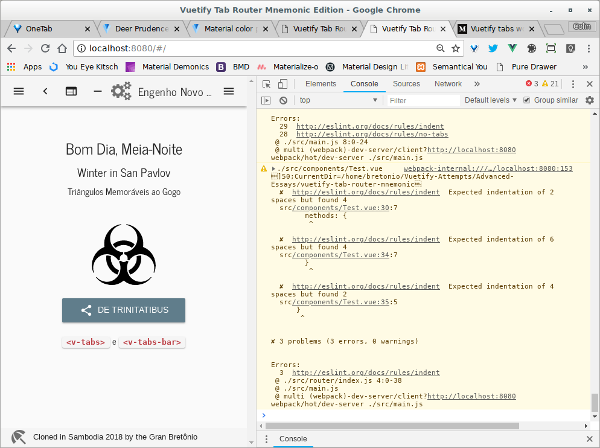 Vuetify Tab Router Mnemonic Edition - Google Chrome
OneTab
Deer Prudence
Material color
Vuetify Tab Rou
Vuetify Tab Ro
Vuetify tabs w
Colin
localhost:8080/#/
Apps
You Eye Kitsch
Material Demonics
BMD
Materialize-o
Material Design Li
Semantical You
Pure Drawer
»
Engenho Novo ...
Bom Dia, Meia-Noite
Winter in San Pavlov
Triângulos Memoráveis ao Gogo
DE TRINITATIBUS
<v-tabs> e <v-tabs-bar>
Cloned in Sambodia 2018 by the Gran Bretônio
Elements Console Sources Network » 3 21
top Filter Default levels Group similar
Errors:
29 http://eslint.org/docs/rules/indent
28 http://eslint.org/docs/rules/no-tabs
@ ./src/main.js 8:0-24
@ multi (webpack)-dev-server/client?http://localhost:8080
webpack/hot/dev-server ./src/main.js
./src/components/Test.vue webpack-internal:///…/localhost:8080:153
]50;CurrentDir=/home/bretonio/Vuetify-Attempts/Advanced-
Essays/vuetify-tab-router-mnemonic
✘ http://eslint.org/docs/rules/indent Expected indentation of 2
spaces but found 4
src/components/Test.vue:30:7
methods: {
^
✘ http://eslint.org/docs/rules/indent Expected indentation of 6
spaces but found 4
src/components/Test.vue:34:7
}
^
✘ http://eslint.org/docs/rules/indent Expected indentation of 4
spaces but found 2
src/components/Test.vue:35:5
}
^
✘ 3 problems (3 errors, 0 warnings)
Errors:
3 http://eslint.org/docs/rules/indent
@ ./src/router/index.js 4:0-38
@ ./src/main.js
@ multi (webpack)-dev-server/client?http://localhost:8080
webpack/hot/dev-server ./src/main.js
Console